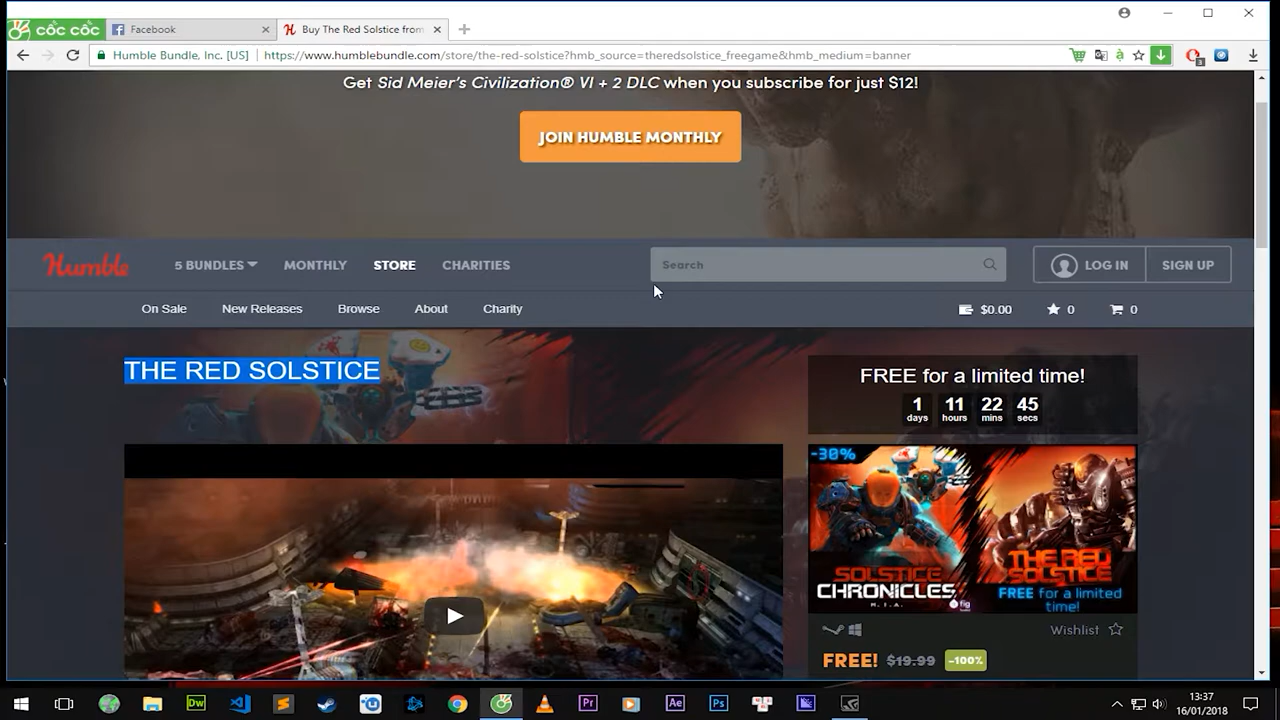 cốc cốc
Facebook
Buy The Red Solstice from
Humble Bundle, Inc. [US]
https://www.humblebundle.com/store/the-red-solstice?hmb_source=theredsolstice_freegame&hmb_medium=banner
Get Sid Meier's Civilization® VI + 2 DLC when you subscribe for just $12!
JOIN HUMBLE MONTHLY
Humble
5 BUNDLES
MONTHLY
STORE
CHARITIES
Search
LOG IN
SIGN UP
On Sale
New Releases
Browse
About
Charity
$0.00
0
0
THE RED SOLSTICE
FREE for a limited time!
1 11 22 45
days hours mins secs
-30%
SOLSTICE
CHRONICLES
fig
THE RED
SOLSTICE
FREE for a limited
time!
Wishlist
FREE! $19.99 -100%
Dw
Pr
Ae
Ps
13:37
16/01/2018